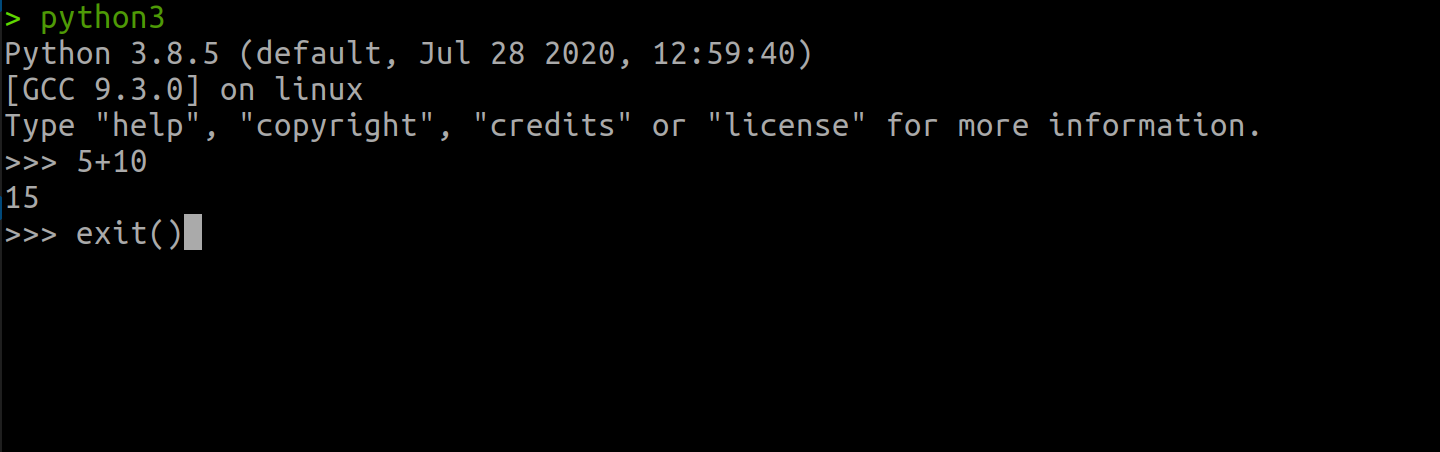 > python3
Python 3.8.5 (default, Jul 28 2020, 12:59:40)
[GCC 9.3.0] on linux
Type "help", "copyright", "credits" or "license" for more information.
>>> 5+10
15
>>> exit()